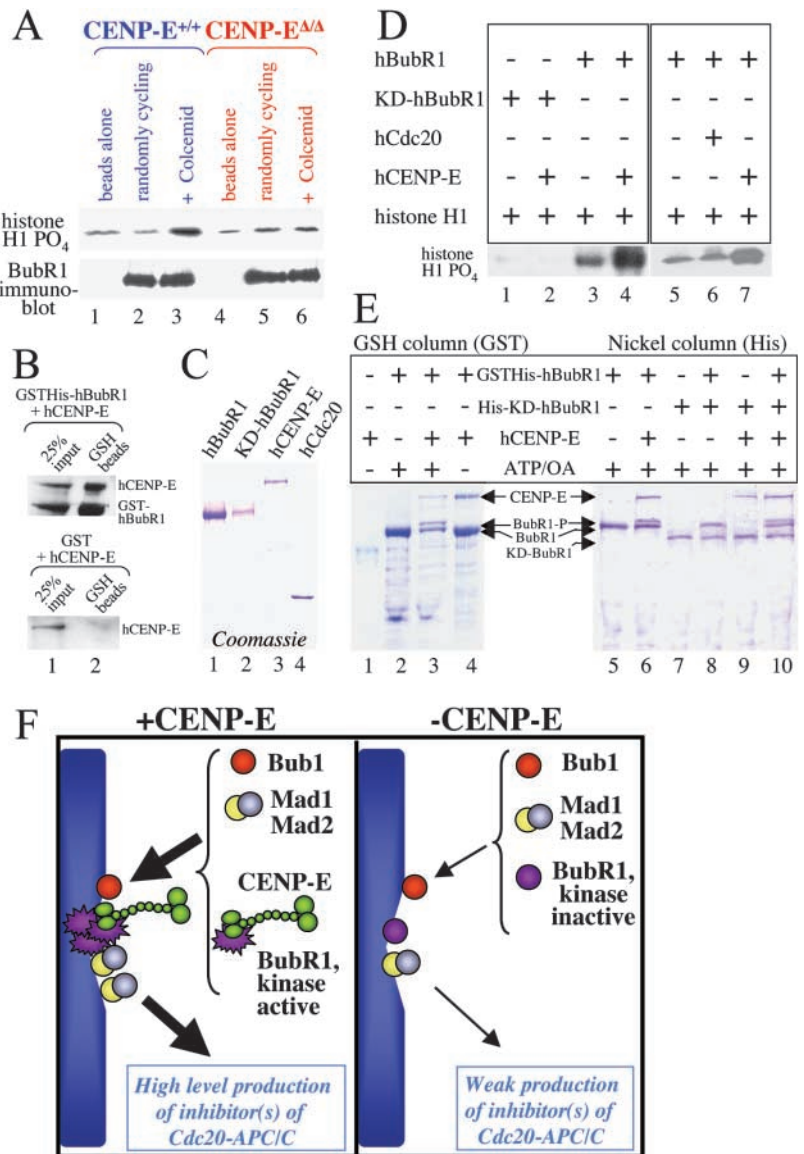 A
CENP-E+/+ CENP-EΔ/Δ
beads alone
randomly cycling
+ Colcemid
beads alone
randomly cycling
+ Colcemid
histone
H1 PO4
BubR1
immuno-
blot
1 2 3 4 5 6
B
GSTHis-hBubR1
+ hCENP-E
25%
input
GSH
beads
hCENP-E
GST-
hBubR1
GST
+ hCENP-E
25%
input
GSH
beads
hCENP-E
1 2
C
hBubR1
KD-hBubR1
hCENP-E
hCdc20
Coomassie
1 2 3 4
D
hBubR1 - - + + + + +
KD-hBubR1 + + - - - - -
hCdc20 - - - - - + -
hCENP-E - + - + - - +
histone H1 + + + + + + +
histone
H1 PO4
1 2 3 4 5 6 7
E
GSH column (GST) Nickel column (His)
- + + + GSTHis-hBubR1 + + - + - +
- - - - His-KD-hBubR1 - - + + + +
+ - + + hCENP-E - + - - + +
- + + - ATP/OA + + + + + +
CENP-E
BubR1-P
BubR1
KD-BubR1
1 2 3 4 5 6 7 8 9 10
F
+CENP-E
Bub1
Mad1
Mad2
CENP-E
BubR1,
kinase
active
High level production
of inhibitor(s) of
Cdc20-APC/C
-CENP-E
Bub1
Mad1
Mad2
BubR1,
kinase
inactive
Weak production
of inhibitor(s) of
Cdc20-APC/C